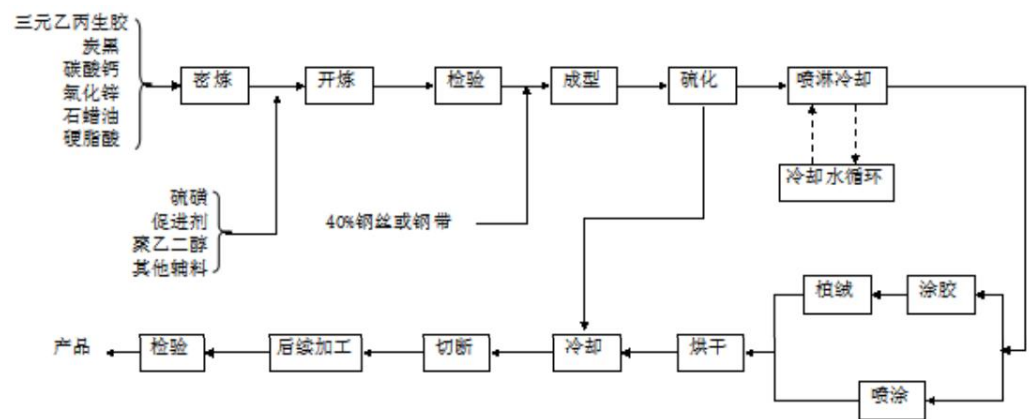 三元乙丙生胶
炭黑
碳酸钙
氧化锌
石蜡油
硬脂酸
密炼
开炼
检验
成型
硫化
喷淋冷却
冷却水循环
硫磺
促进剂
聚乙二醇
其他辅料
40%钢丝或钢带
植绒
涂胶
产品
检验
后续加工
切断
冷却
烘干
喷涂